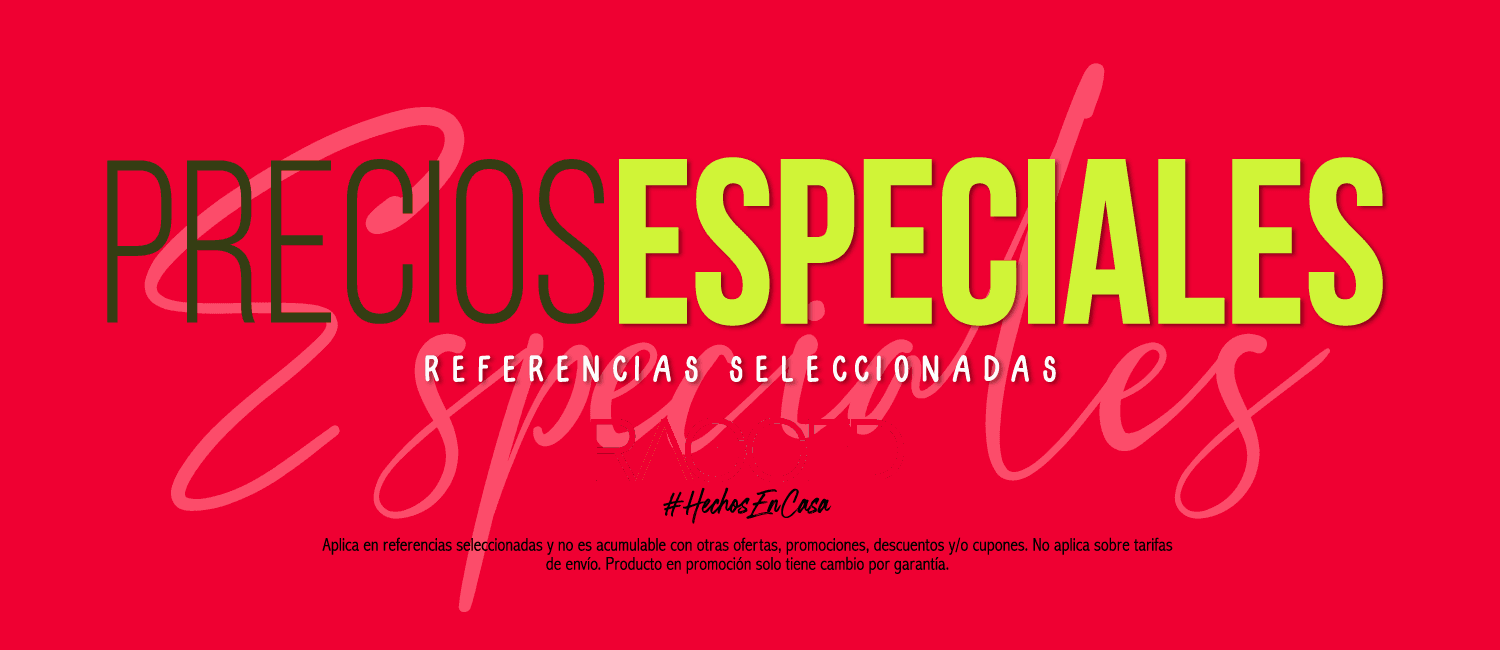 PRECIOS ESPECIALES
Especiales
REFERENCIAS SELECCIONADAS
#HechosEnCasa
Aplica en referencias seleccionadas y no es acumulable con otras ofertas, promociones, descuentos y/o cupones. No aplica sobre tarifas
de envío. Producto en promoción solo tiene cambio por garantía.